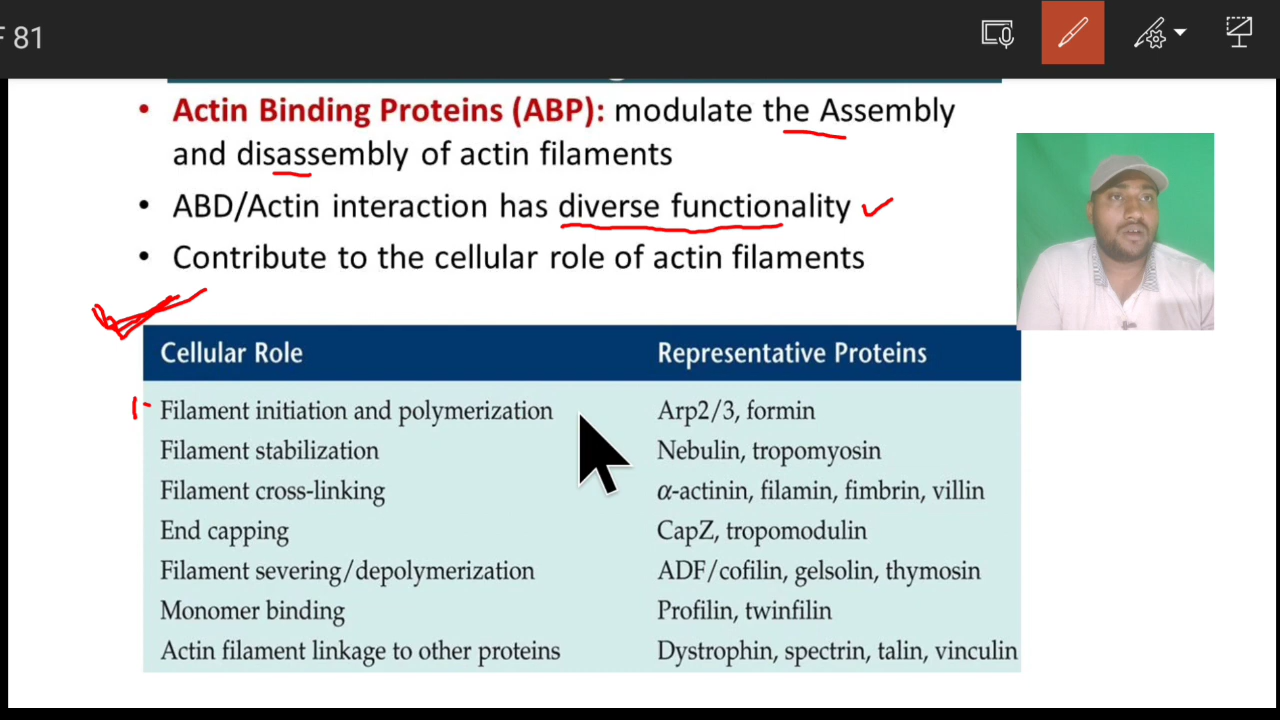 F 81
• Actin Binding Proteins (ABP): modulate the Assembly
and disassembly of actin filaments
• ABD/Actin interaction has diverse functionality
• Contribute to the cellular role of actin filaments
Cellular Role Representative Proteins
1- Filament initiation and polymerization Arp2/3, formin
Filament stabilization Nebulin, tropomyosin
Filament cross-linking α-actinin, filamin, fimbrin, villin
End capping CapZ, tropomodulin
Filament severing/depolymerization ADF/cofilin, gelsolin, thymosin
Monomer binding Profilin, twinfilin
Actin filament linkage to other proteins Dystrophin, spectrin, talin, vinculin